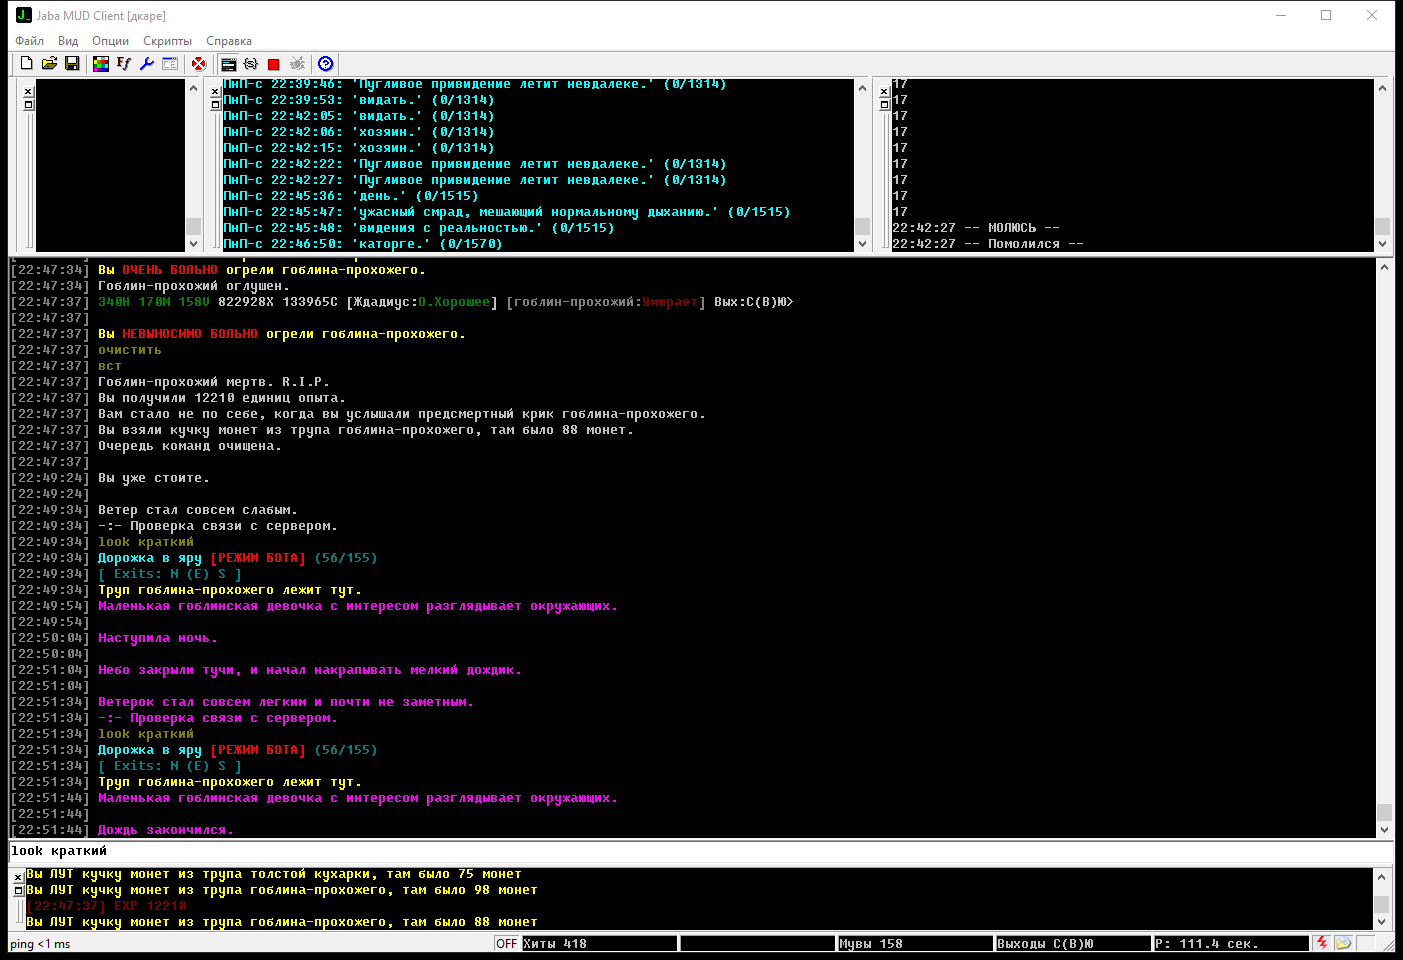 Jaba MUD Client [дкаре]
Файл Вид Опции Скрипты Справка
ПнП-с 22:39:46: 'Пугливое привидение летит невдалеке.' (0/1314)
ПнП-с 22:39:53: 'видать.' (0/1314)
ПнП-с 22:42:05: 'видать.' (0/1314)
ПнП-с 22:42:06: 'хозяин.' (0/1314)
ПнП-с 22:42:15: 'хозяин.' (0/1314)
ПнП-с 22:42:22: 'Пугливое привидение летит невдалеке.' (0/1314)
ПнП-с 22:42:27: 'Пугливое привидение летит невдалеке.' (0/1314)
ПнП-с 22:45:36: 'день.' (0/1515)
ПнП-с 22:45:47: 'ужасный смрад, мешающий нормальному дыханию.' (0/1515)
ПнП-с 22:45:48: 'видения с реальностью.' (0/1515)
ПнП-с 22:46:50: 'каторге.' (0/1570)
17
17
17
17
17
17
17
17
17
22:42:27 -- МОЛЮСЬ --
22:42:27 -- Помолился --
[22:47:34] Вы ОЧЕНЬ БОЛЬНО огрели гоблина-прохожего.
[22:47:34] Гоблин-прохожий оглушен.
[22:47:37] 340H 170M 158V 822928X 133965C [Ждадиус:О.Хорошее] [гоблин-прохожий:Умирает] Вых:С(В)Ю>
[22:47:37]
[22:47:37] Вы НЕВЫНОСИМО БОЛЬНО огрели гоблина-прохожего.
[22:47:37] очистить
[22:47:37] вст
[22:47:37] Гоблин-прохожий мертв. R.I.P.
[22:47:37] Вы получили 12210 единиц опыта.
[22:47:37] Вам стало не по себе, когда вы услышали предсмертный крик гоблина-прохожего.
[22:47:37] Вы взяли кучку монет из трупа гоблина-прохожего, там было 88 монет.
[22:47:37] Очередь команд очищена.
[22:47:37]
[22:49:24] Вы уже стоите.
[22:49:24]
[22:49:34] Ветер стал совсем слабым.
[22:49:34] -:- Проверка связи с сервером.
[22:49:34] look краткий
[22:49:34] Дорожка в яру [РЕЖИМ БОТА] (56/155)
[22:49:34] [ Exits: N (E) S ]
[22:49:34] Труп гоблина-прохожего лежит тут.
[22:49:54] Маленькая гоблинская девочка с интересом разглядывает окружающих.
[22:49:54]
[22:50:04] Наступила ночь.
[22:50:04]
[22:51:04] Небо закрыли тучи, и начал накрапывать мелкий дождик.
[22:51:04]
[22:51:34] Ветерок стал совсем легким и почти не заметным.
[22:51:34] -:- Проверка связи с сервером.
[22:51:34] look краткий
[22:51:34] Дорожка в яру [РЕЖИМ БОТА] (56/155)
[22:51:34] [ Exits: N (E) S ]
[22:51:34] Труп гоблина-прохожего лежит тут.
[22:51:44] Маленькая гоблинская девочка с интересом разглядывает окружающих.
[22:51:44]
[22:51:44] Дождь закончился.
look краткий
Вы ЛУТ кучку монет из трупа толстой кухарки, там было 75 монет
Вы ЛУТ кучку монет из трупа гоблина-прохожего, там было 98 монет
[22:47:37] EXP 12210
Вы ЛУТ кучку монет из трупа гоблина-прохожего, там было 88 монет
ping <1 ms OFF Хиты 418 Мувы 158 Выходы С(В)Ю Р: 111.4 сек.